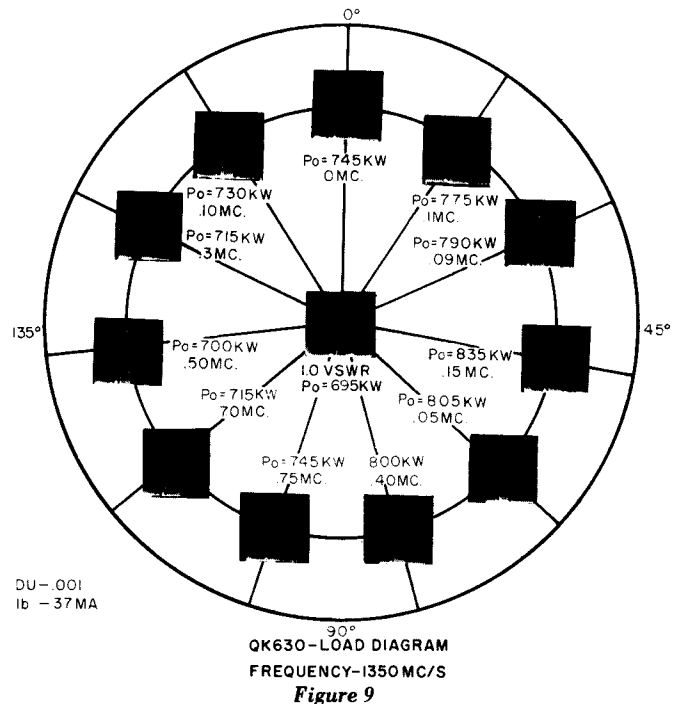 0°
Po=745KW
0MC.
Po=730KW
.10MC.
Po=775KW
.1MC.
Po=715KW
.3MC.
Po=790KW
.09MC.
135°
45°
Po=700KW
.50MC.
Po=835KW
.15MC.
1.0 VSWR
Po=695KW
Po=715KW
.70MC.
Po=805KW
.05MC.
Po=745KW
.75MC.
800KW
.40MC.
DU-.001
Ib -37MA
90°
QK630-LOAD DIAGRAM
FREQUENCY-1350MC/S
Figure 9